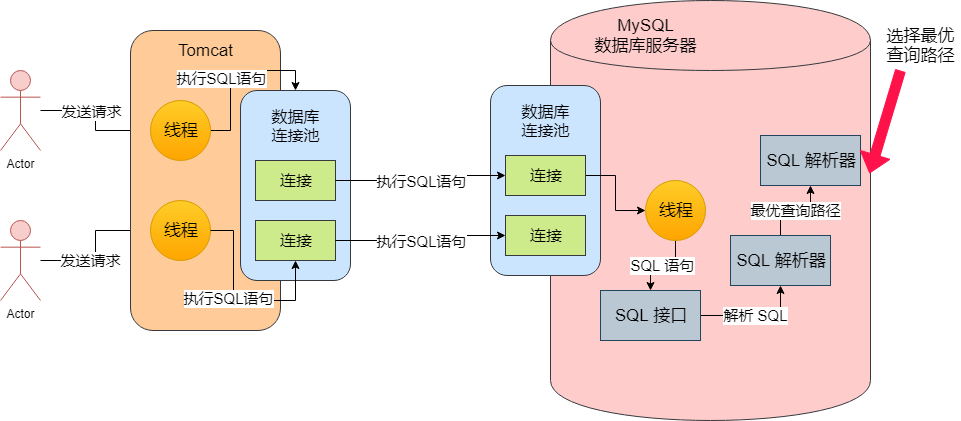 MySQL
数据库服务器
选择最优
查询路径
Tomcat
执行SQL语句
发送请求
线程
数据库
连接池
数据库
连接池
SQL 解析器
Actor
连接
执行SQL语句
连接
线程
最优查询路径
线程
连接
执行SQL语句
连接
发送请求
SQL 语句
SQL 解析器
执行SQL语句
Actor
SQL 接口
解析 SQL